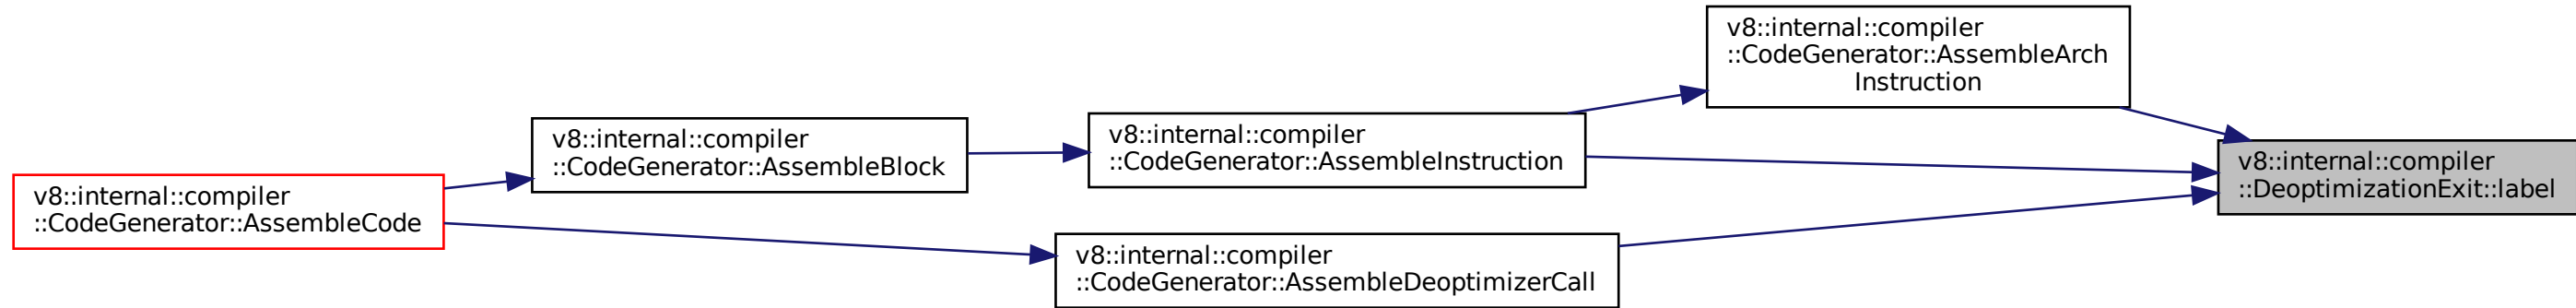 v8::internal::compiler
::CodeGenerator::AssembleCode
v8::internal::compiler
::CodeGenerator::AssembleBlock
v8::internal::compiler
::CodeGenerator::AssembleInstruction
v8::internal::compiler
::CodeGenerator::AssembleArch
Instruction
v8::internal::compiler
::CodeGenerator::AssembleDeoptimizerCall
v8::internal::compiler
::DeoptimizationExit::label